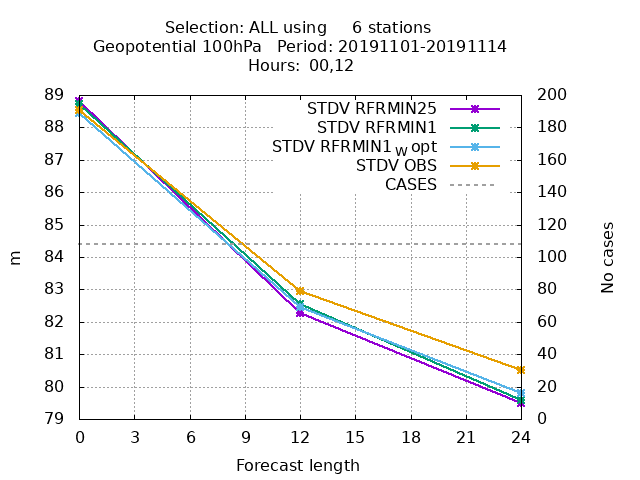 Selection: ALL using 6 stations
Geopotential 100hPa Period: 20191101-20191114
Hours: 00,12
89
88
87
86
85
84
83
82
81
80
79
200
180
160
140
120
100
80
60
40
20
0
m
No cases
STDV RFRMIN25
STDV RFRMIN1
STDV RFRMIN1wopt
STDV OBS
CASES
0 3 6 9 12 15 18 21 24
Forecast length